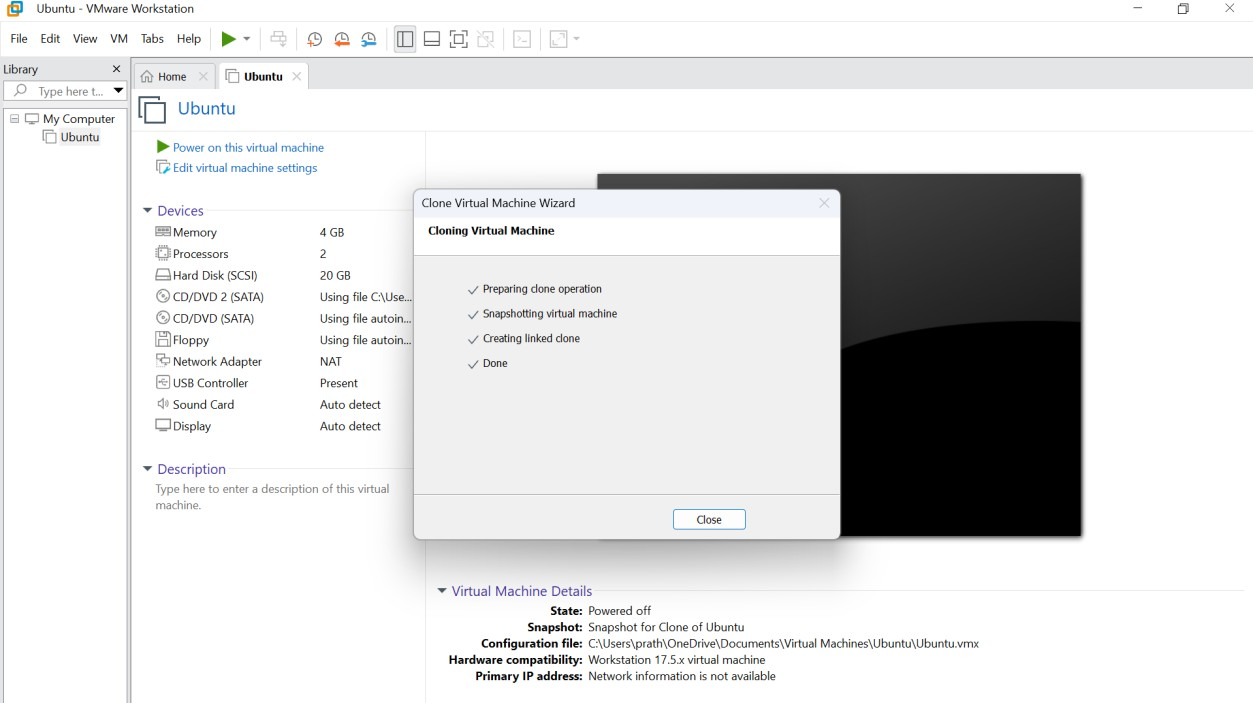 Ubuntu - VMware Workstation
File Edit View VM Tabs Help
Library
Home
Ubuntu
Type here t...
Ubuntu
My Computer
Ubuntu
Power on this virtual machine
Edit virtual machine settings
Devices
Memory 4 GB
Processors 2
Hard Disk (SCSI) 20 GB
CD/DVD 2 (SATA) Using file C:\Use...
CD/DVD (SATA) Using file autoin...
Floppy Using file autoin...
Network Adapter NAT
USB Controller Present
Sound Card Auto detect
Display Auto detect
Description
Type here to enter a description of this virtual
machine.
Clone Virtual Machine Wizard
Cloning Virtual Machine
Preparing clone operation
Snapshotting virtual machine
Creating linked clone
Done
Close
Virtual Machine Details
State: Powered off
Snapshot: Snapshot for Clone of Ubuntu
Configuration file: C:\Users\prath\OneDrive\Documents\Virtual Machines\Ubuntu\Ubuntu.vmx
Hardware compatibility: Workstation 17.5.x virtual machine
Primary IP address: Network information is not available